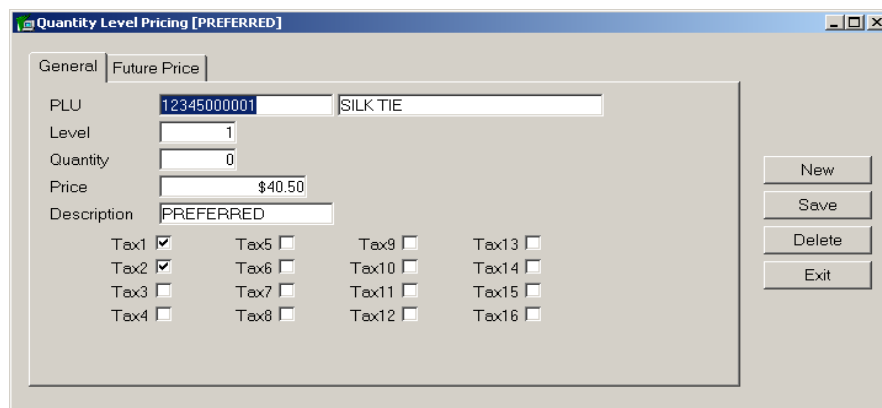 Quantity Level Pricing [PREFERRED]
General Future Price
PLU 12345000001 SILK TIE
Level 1
Quantity 0
Price $40.50
Description PREFERRED
Tax1 Tax5 Tax9 Tax13
Tax2 Tax6 Tax10 Tax14
Tax3 Tax7 Tax11 Tax15
Tax4 Tax8 Tax12 Tax16
New
Save
Delete
Exit